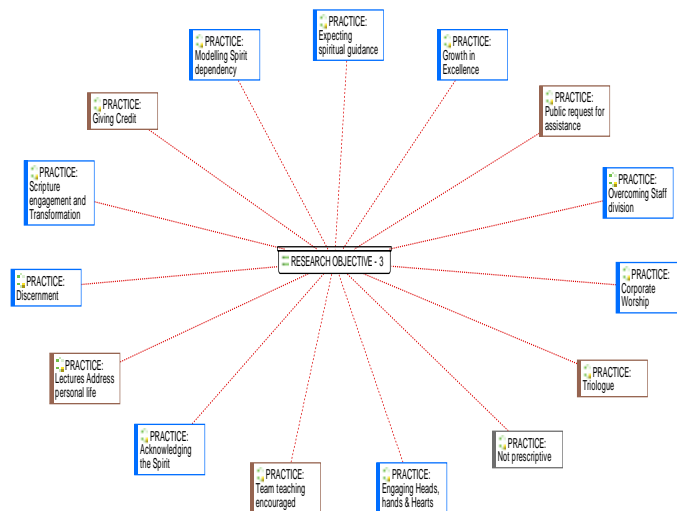 PRACTICE:
Expecting
spiritual guidance
PRACTICE:
Modelling Spirit
dependency
PRACTICE:
Growth in
Excellence
PRACTICE:
Giving Credit
PRACTICE:
Public request for
assistance
PRACTICE:
Scripture
engagement and
Transformation
PRACTICE:
Overcoming Staff
division
RESEARCH OBJECTIVE - 3
PRACTICE:
Discernment
PRACTICE:
Corporate
Worship
PRACTICE:
Lectures Address
personal life
PRACTICE:
Triologue
PRACTICE:
Acknowledging
the Spirit
PRACTICE:
Not prescriptive
PRACTICE:
Team teaching
encouraged
PRACTICE:
Engaging Heads,
hands & Hearts